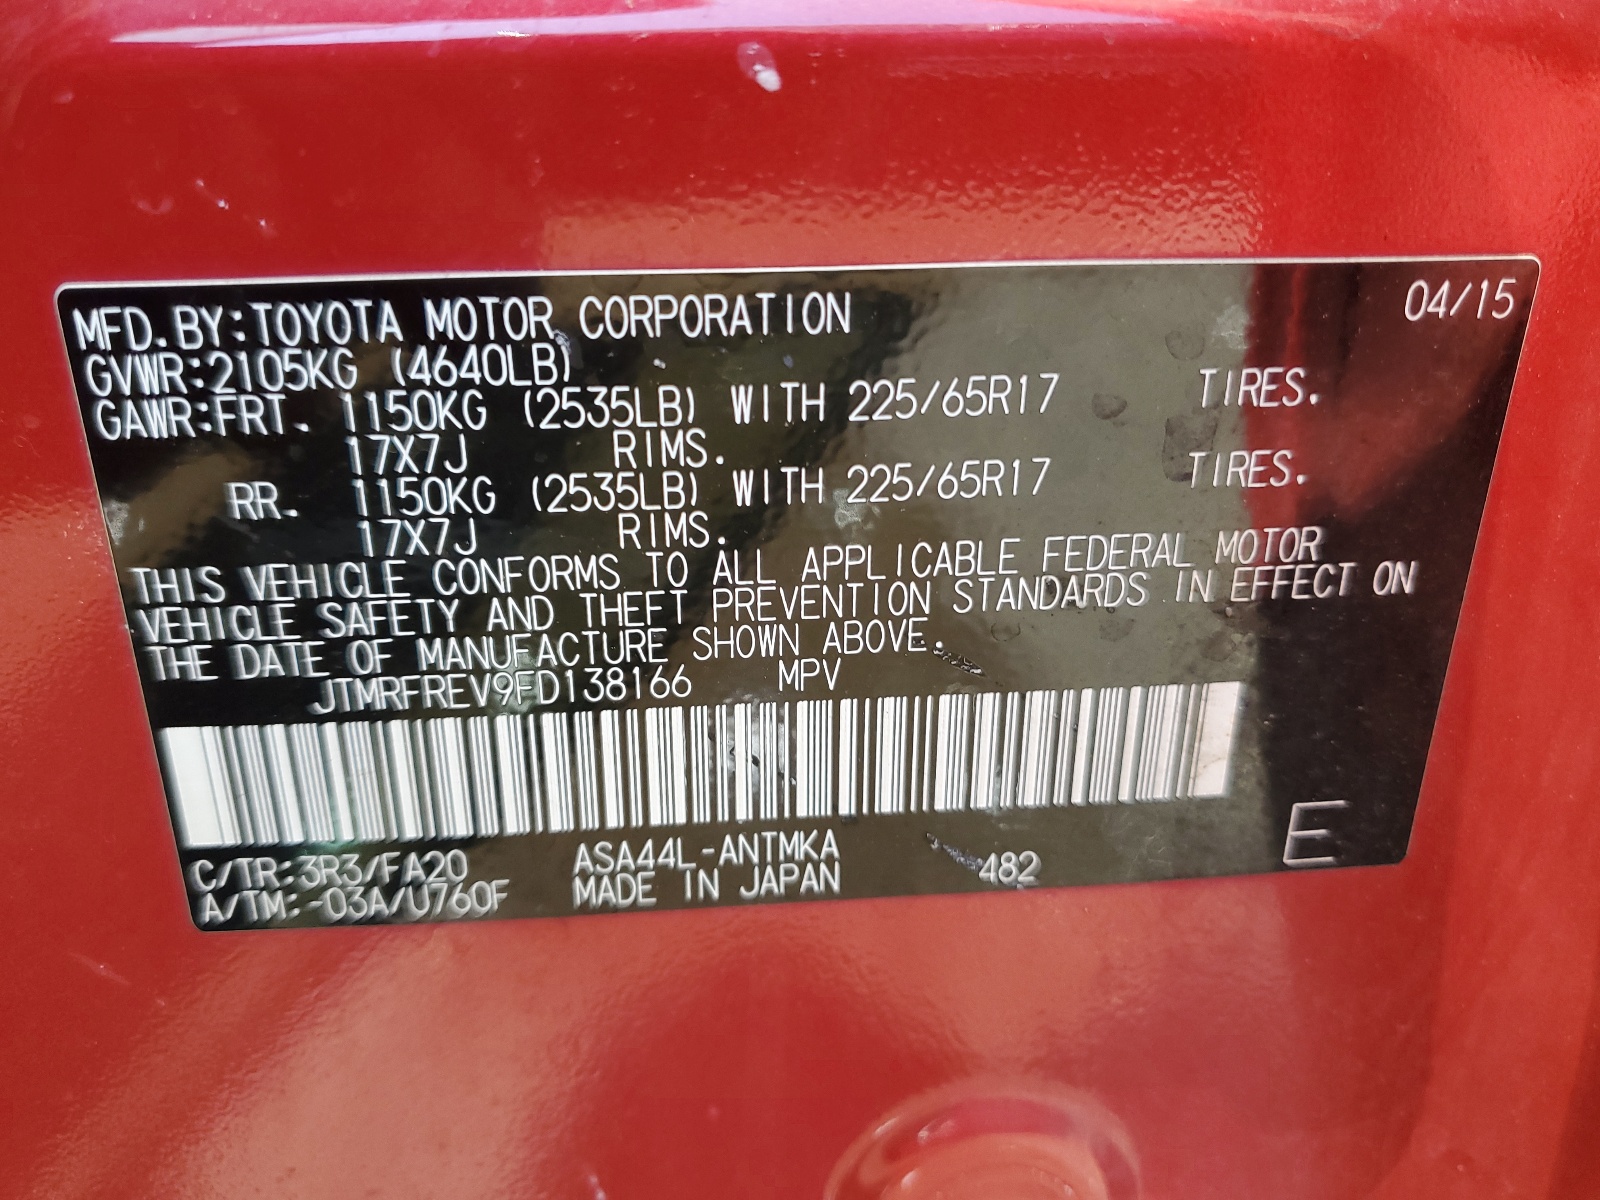 MFD. BY: TOYOTA MOTOR CORPORATION 04/15
GVWR: 2105KG (4640LB)
GAWR: FRT. 1150KG (2535LB) WITH 225/65R17 TIRES.
17X7J RIMS.
RR. 1150KG (2535LB) WITH 225/65R17 TIRES.
17X7J RIMS.
THIS VEHICLE CONFORMS TO ALL APPLICABLE FEDERAL MOTOR
VEHICLE SAFETY AND THEFT PREVENTION STANDARDS IN EFFECT ON
THE DATE OF MANUFACTURE SHOWN ABOVE.
JTMRFREV9FD138166 MPV
C/TR: 3R3/FA20 ASA44L-ANTMKA 482 E
A/TM: -03A/U760F MADE IN JAPAN